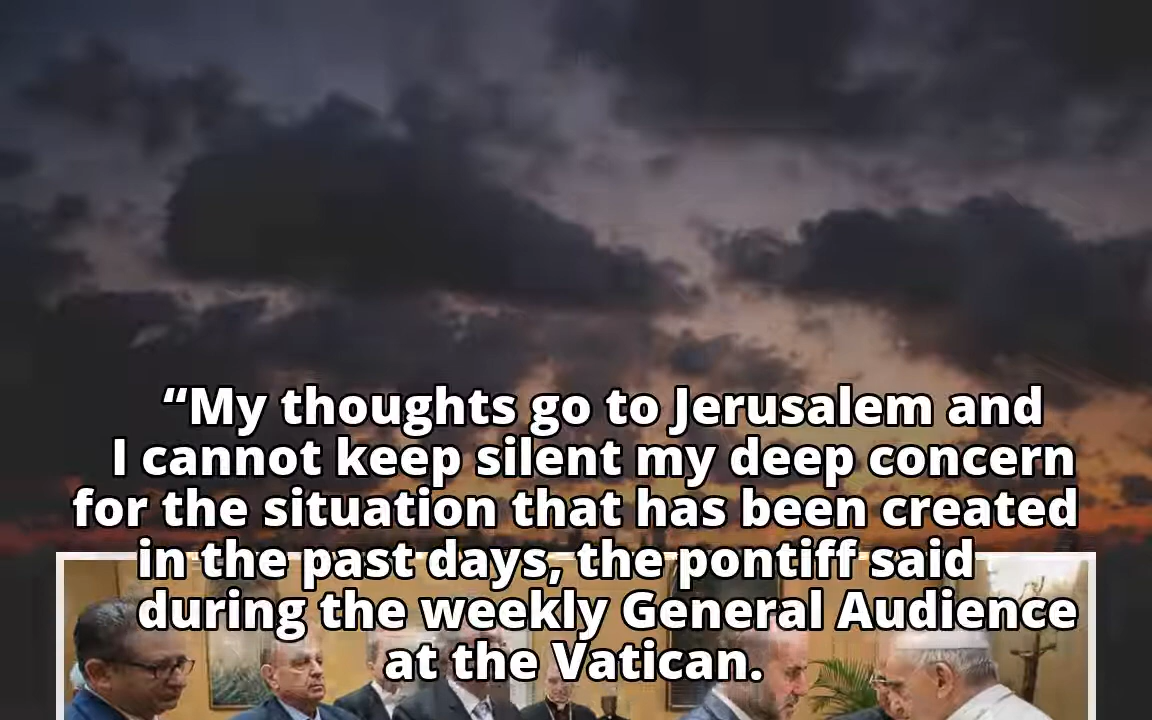 “My thoughts go to Jerusalem and
I cannot keep silent my deep concern
for the situation that has been created
in the past days, the pontiff said
during the weekly General Audience
at the Vatican.